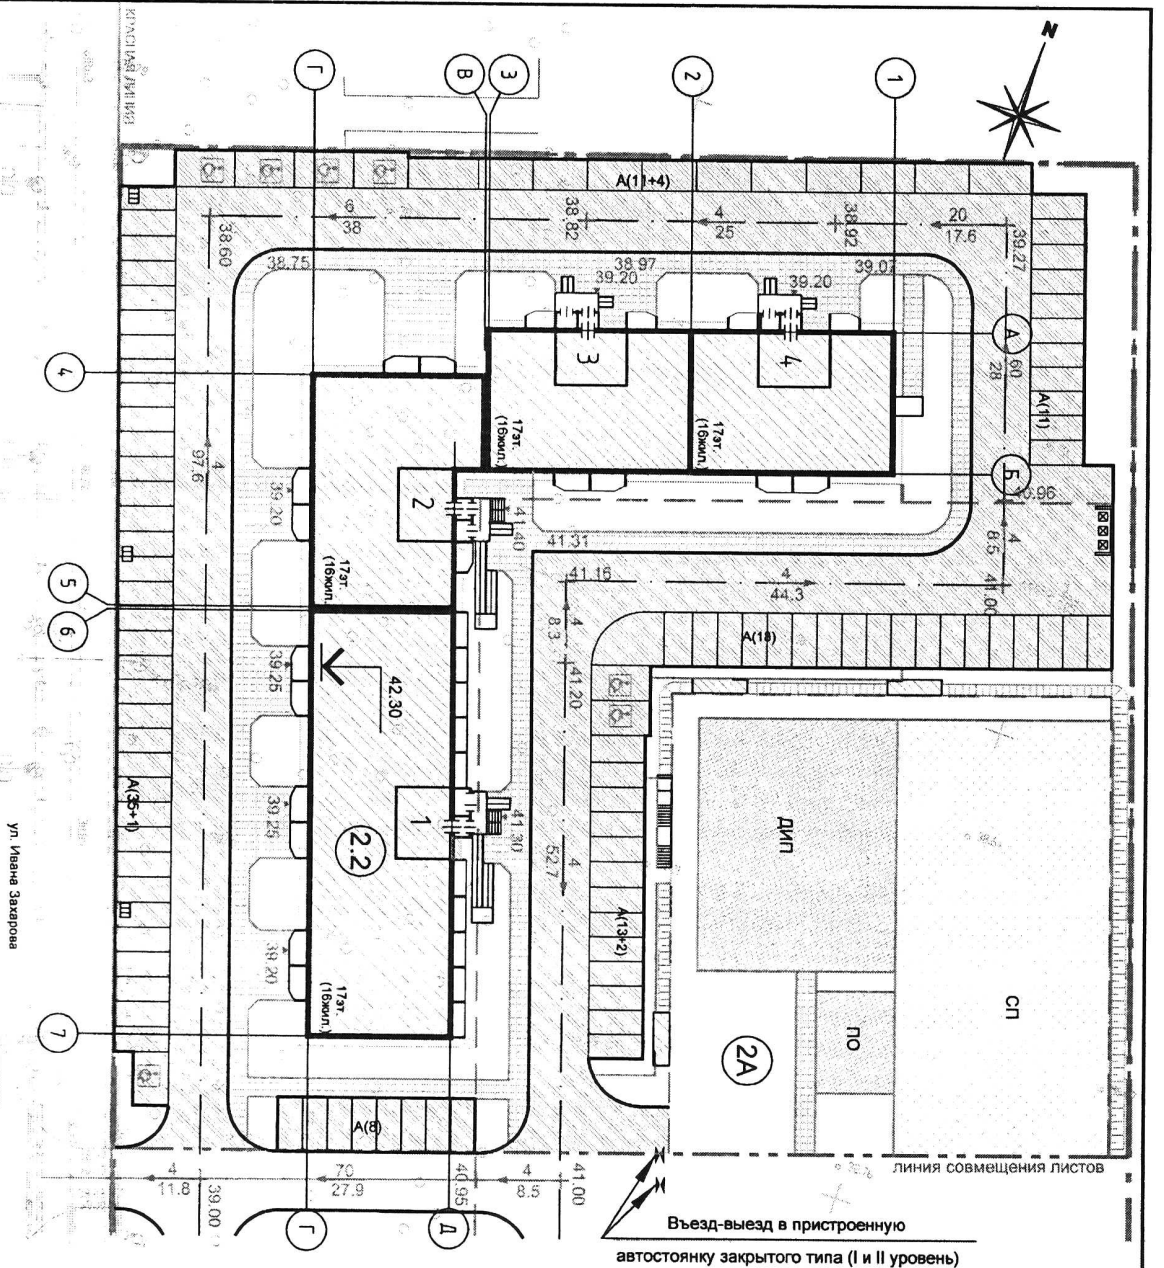 КРАСНАЯ ЛИНИЯ
N
Г
В
3
2
1
А(11+4)
6
38
38.82
4
25
38.92
20
17.6
39.27
38.60
38.75
38.97
39.20
39.07
39.20
А
60
28
А(11)
4
3
4
17эт.
(16жил.)
17эт.
(16жил.)
Б
4
97.6
39.20
2
41.40
41.31
4
8.5
41.16
4
44.3
41.00
17эт.
(16жил.)
5
6
4
8.3
А(18)
39.25
42.30
41.20
А(35+1)
39.25
1
41.30
2.2
4
52.7
ДИП
СП
А(13+2)
ПО
2А
39.20
17эт.
(16жил.)
ул. Ивана Захарова
7
А(8)
линия совмещения листов
4
11.8
39.00
70
27.9
40.95
4
8.5
41.00
Г
Д
Въезд-выезд в пристроенную
автостоянку закрытого типа (I и II уровень)